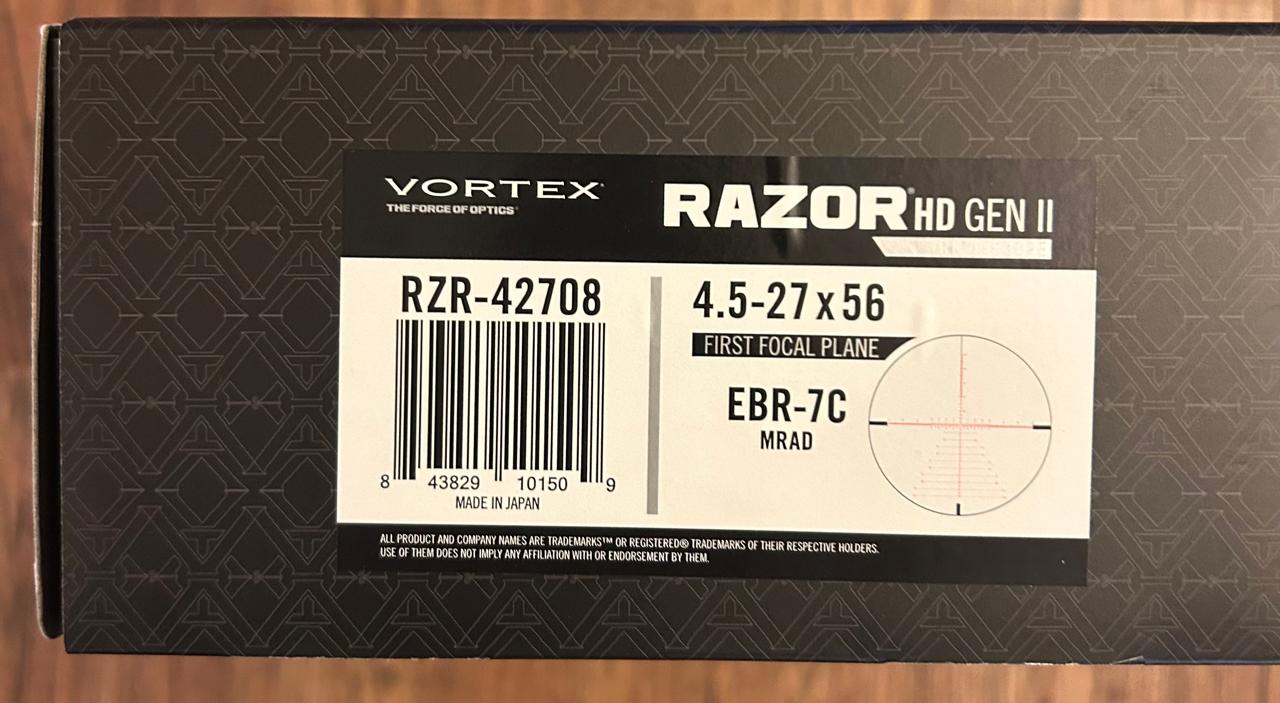 VORTEX®
THE FORCE OF OPTICS®
RAZOR® HD GEN II
RZR-42708
8 43829 10150 9
MADE IN JAPAN
4.5-27x56
FIRST FOCAL PLANE
EBR-7C
MRAD
ALL PRODUCT AND COMPANY NAMES ARE TRADEMARKS™ OR REGISTERED® TRADEMARKS OF THEIR RESPECTIVE HOLDERS.
USE OF THEM DOES NOT IMPLY ANY AFFILIATION WITH OR ENDORSEMENT BY THEM.